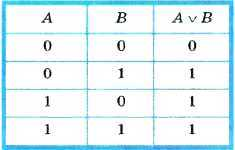 A B A ∨ B
0 0 0
0 1 1
1 0 1
1 1 1